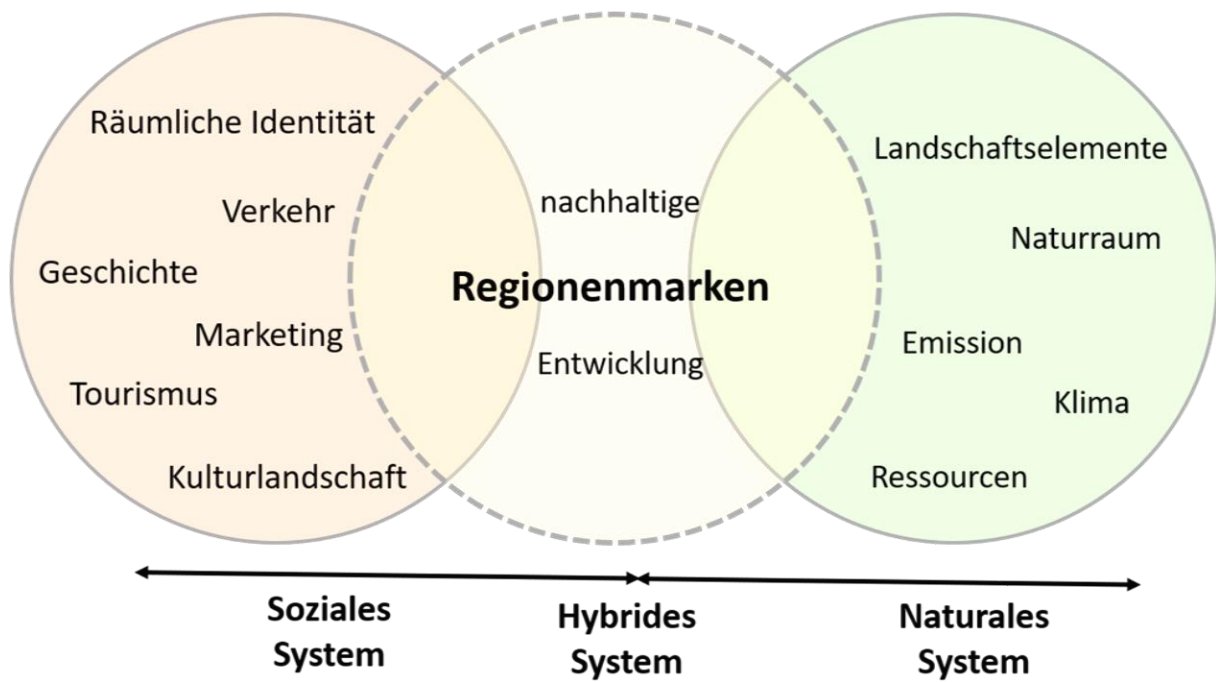 Räumliche Identität
Verkehr
Geschichte
Marketing
Tourismus
Kulturlandschaft
nachhaltige
Regionenmarken
Entwicklung
Landschaftselemente
Naturraum
Emission
Klima
Ressourcen
Soziales
System
Hybrides
System
Naturales
System